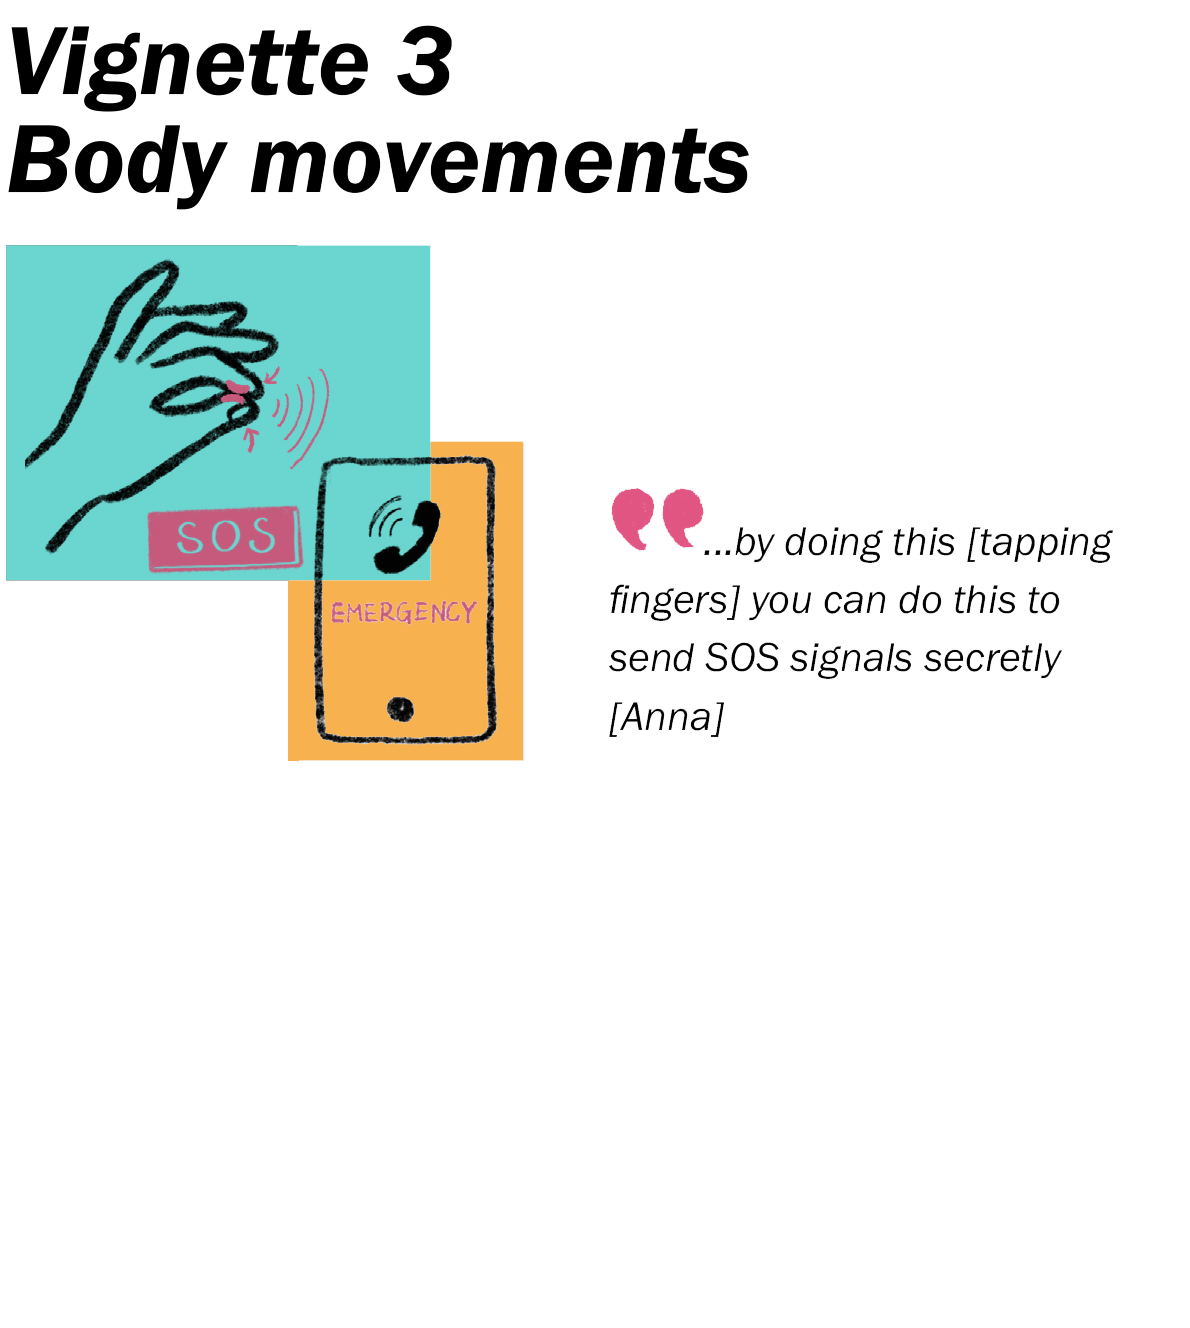 Vignette 3
Body movements
SOS
EMERGENCY
❜❜...by doing this [tapping
fingers] you can do this to
send SOS signals secretly
[Anna]